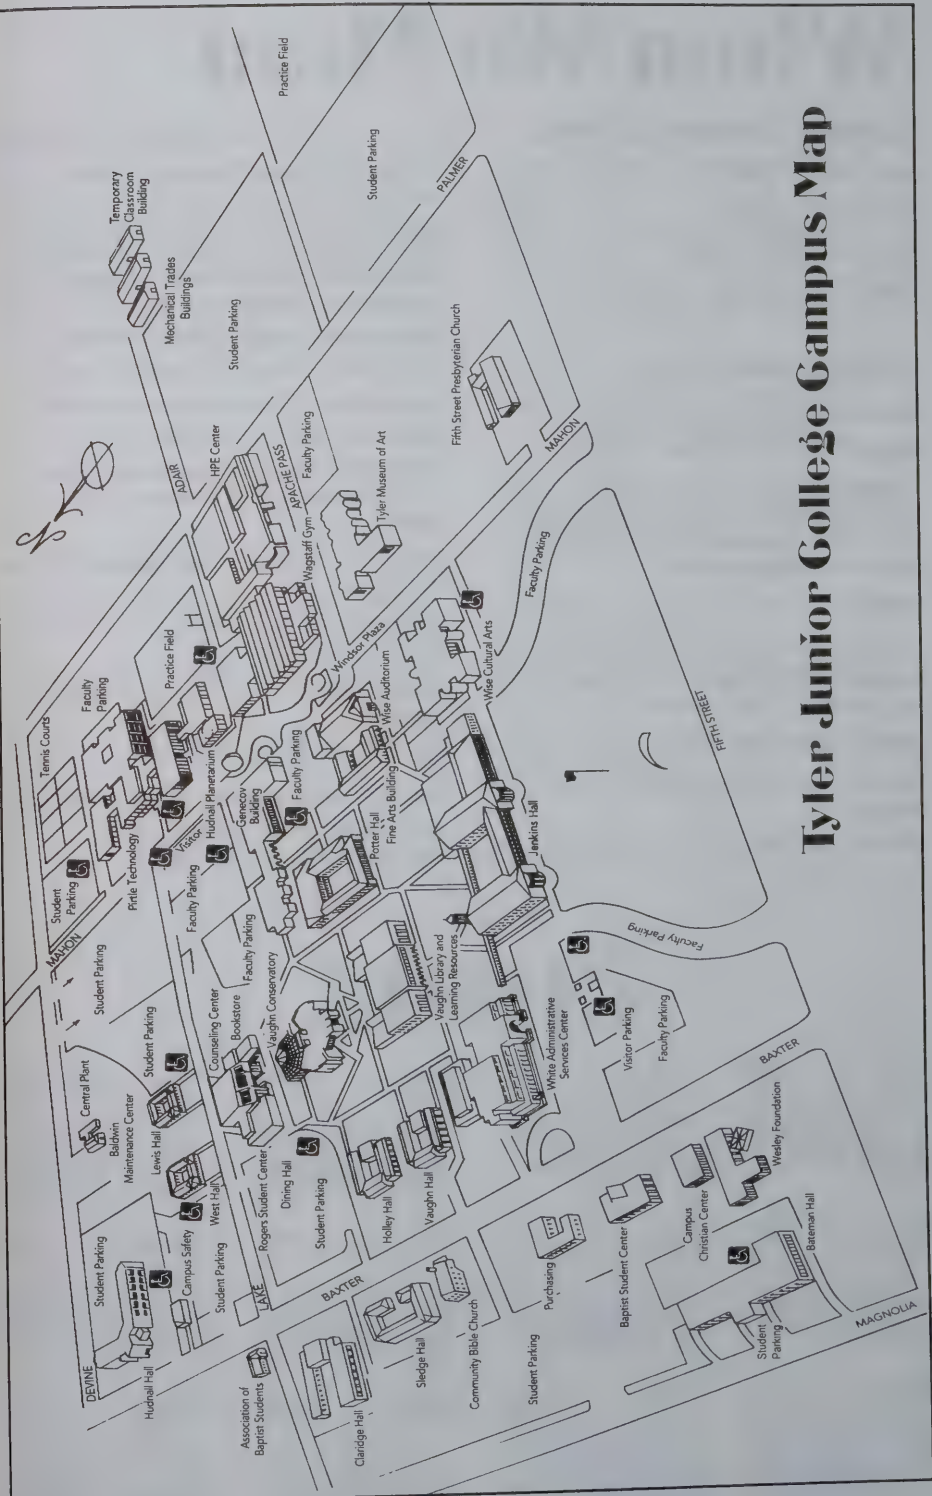 Tyler Junior College Campus Map
DEVINE
Hudnall Hall
Student Parking
Campus Safety
Student Parking
Association of
Baptist Students
LAKE
Claridge Hall
BAXTER
Sledge Hall
Community Bible Church
Student Parking
Purchasing
Baptist Student Center
Campus
Christian Center
Wesley Foundation
Bateman Hall
Student
Parking
MAGNOLIA
BAXTER
Central Plant
Baldwin
Maintenance Center
Lewis Hall
West Hall
Student Parking
Rogers Student Center
Dining Hall
Student Parking
Holley Hall
Vaughn Hall
Counseling Center
Bookstore
Vaughn Conservatory
White Administrative
Services Center
Visitor Parking
Faculty Parking
Faculty Parking
Vaughn Library and
Learning Resources
Jenkins Hall
MAHON
Student Parking
Student
Parking
Tennis Courts
Pirtle Technology
Faculty
Parking
Visitor
Faculty Parking
Faculty Parking
Hudnall Planetarium
Genecov
Building
Faculty Parking
Potter Hall
Fine Arts Building
Wise Auditorium
Wise Cultural Arts
Windsor Plaza
Practice Field
Wagstaff Gym
HPE Center
APACHE PASS
Faculty Parking
Tyler Museum of Art
ADAIR
Mechanical Trades
Buildings
Temporary
Classroom
Building
Student Parking
Practice Field
Student Parking
PALMER
Fifth Street Presbyterian Church
MAHON
Faculty Parking
FIFTH STREET
N